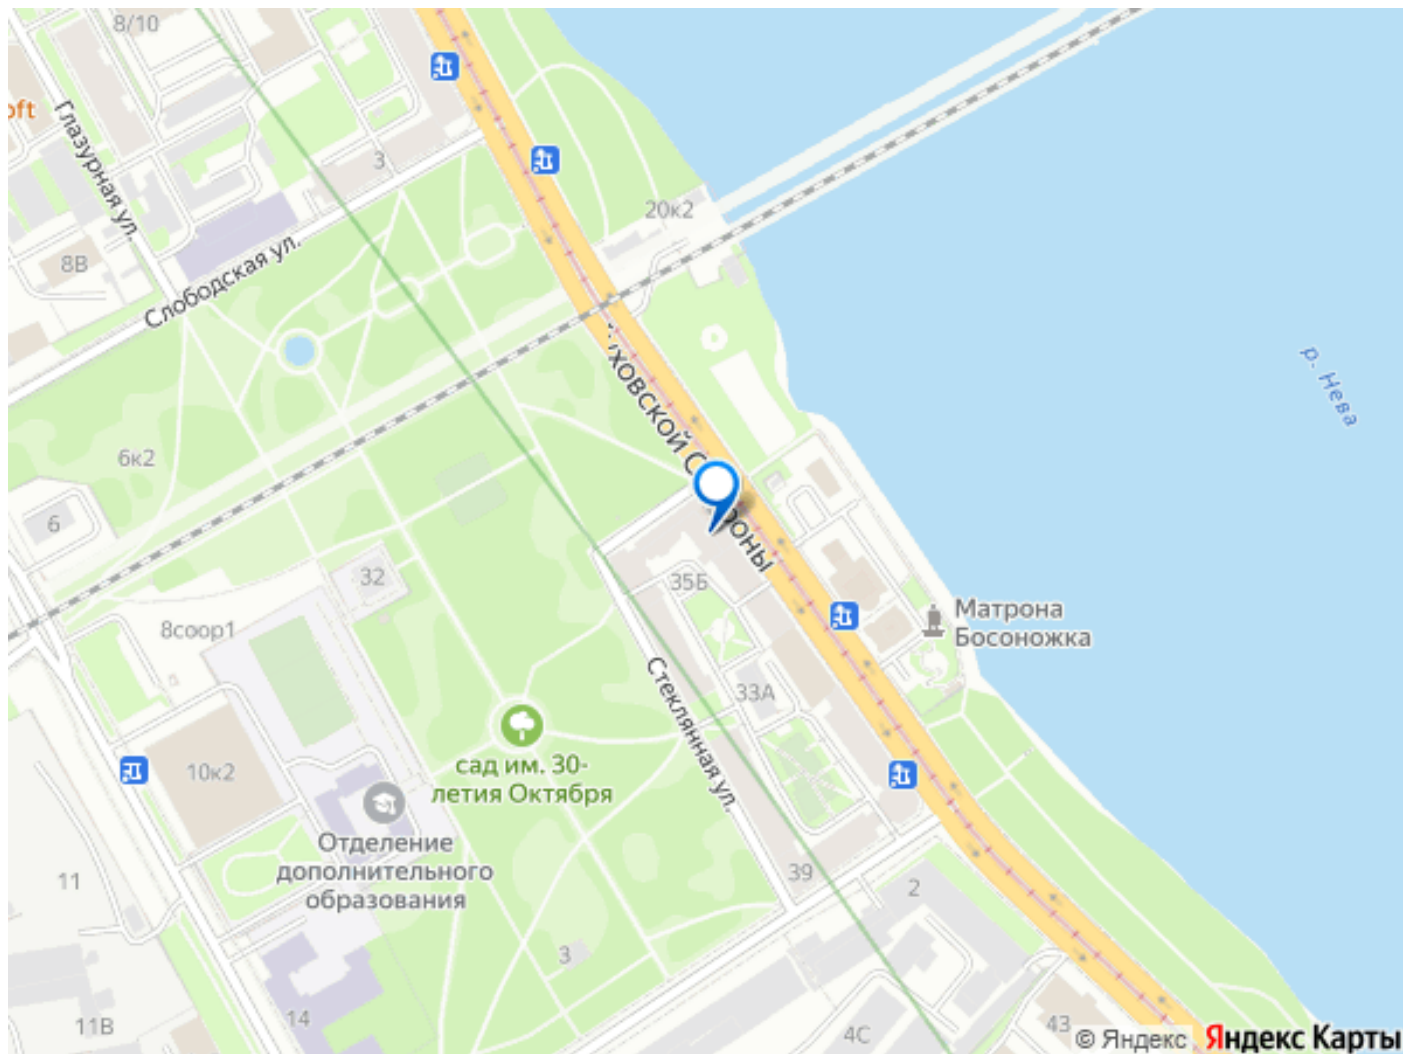 8/10
oft
Глазурная ул.
3
20к2
8В
Слободская ул.
р. Нева
ховской С
роны
6к2
6
32
35Б
8соор1
Матрона
Босоножка
Стеклянная ул.
33А
10к2
сад им. 30-
летия Октября
Отделение
дополнительного
образования
11
39
2
3
14
11В
4С
43
© Яндекс
Яндекс Карты